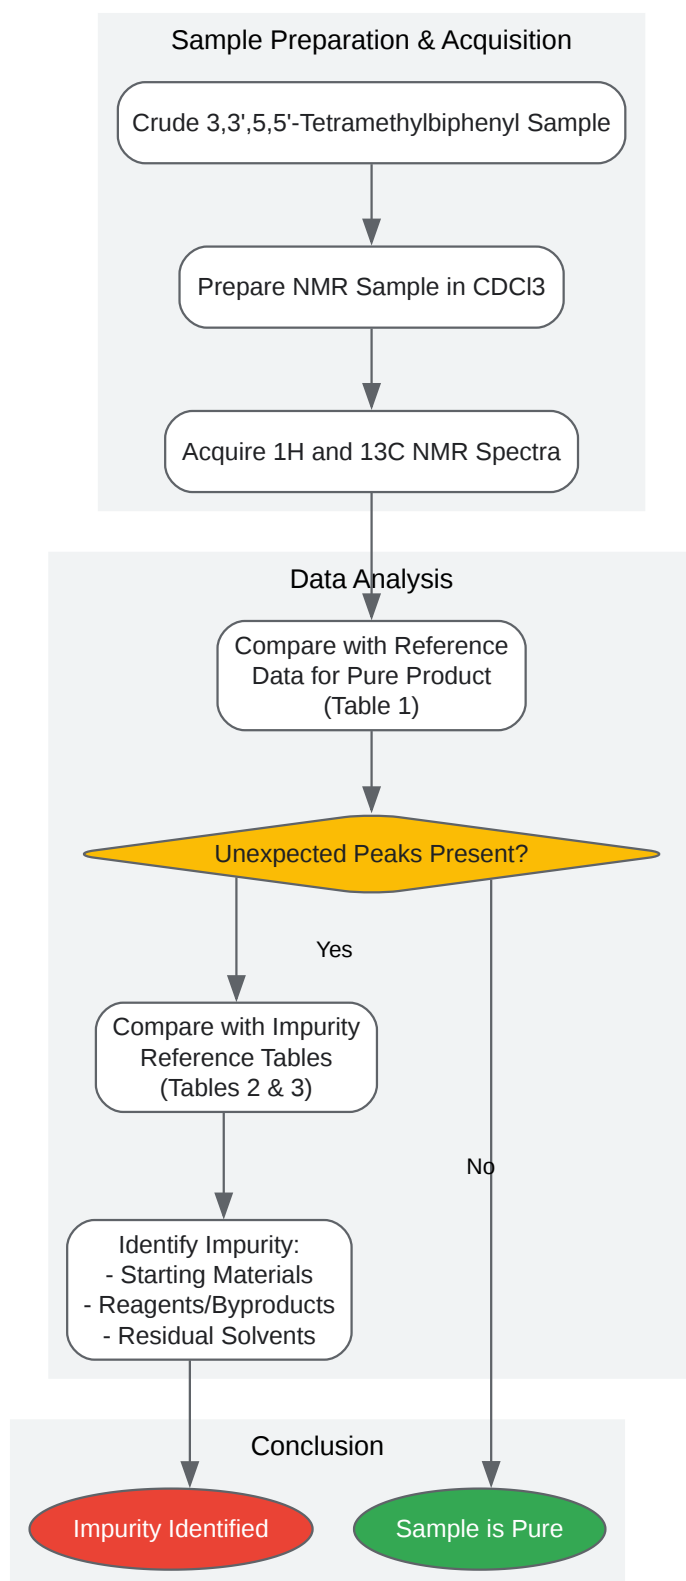 Sample Preparation & Acquisition
Crude 3,3',5,5'-Tetramethylbiphenyl Sample
Prepare NMR Sample in CDCl3
Acquire 1H and 13C NMR Spectra
Data Analysis
Compare with Reference
Data for Pure Product
(Table 1)
Unexpected Peaks Present?
Yes
Compare with Impurity
Reference Tables
(Tables 2 & 3)
No
Identify Impurity:
- Starting Materials
- Reagents/Byproducts
- Residual Solvents
Conclusion
Impurity Identified
Sample is Pure